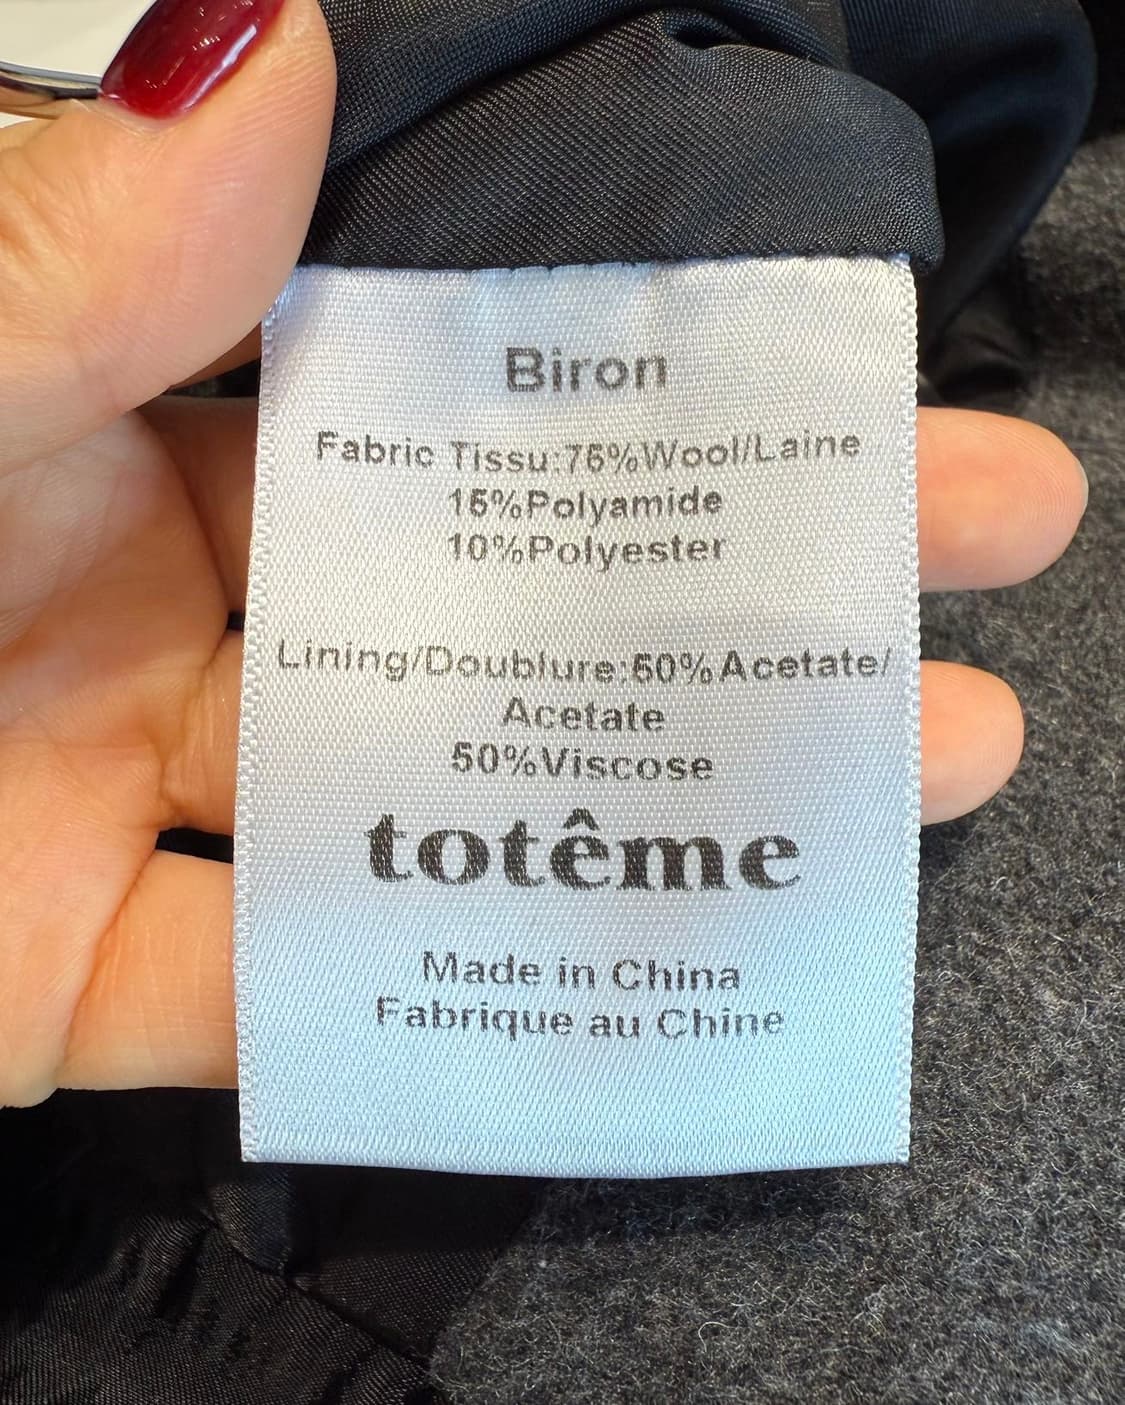 Biron
Fabric Tissu:75%Wool/Laine
15%Polyamide
10%Polyester
Lining/Doublure:50%Acetate/
Acetate
50%Viscose
totême
Made in China
Fabrique au Chine